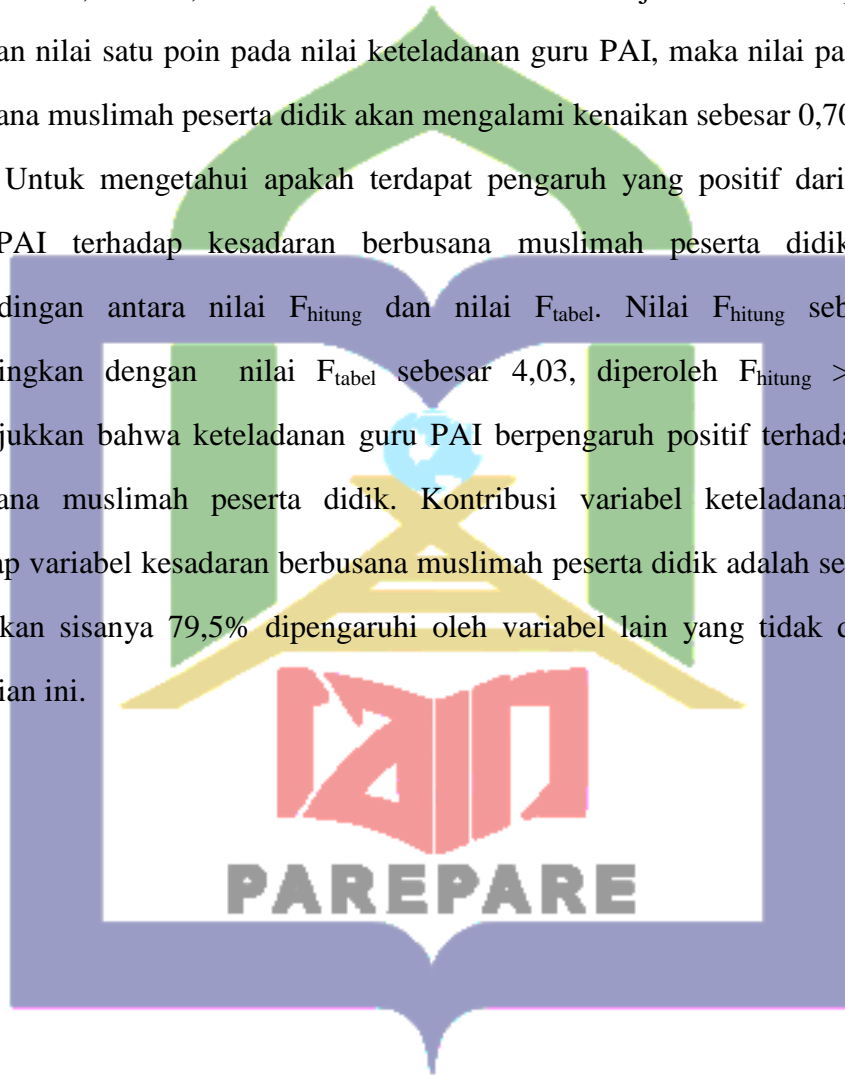 an nilai satu poin pada nilai keteladanan guru PAI, maka nilai pa
ana muslimah peserta didik akan mengalami kenaikan sebesar 0,70
Untuk mengetahui apakah terdapat pengaruh yang positif dari
PAI terhadap kesadaran berbusana muslimah peserta didik
dingan antara nilai Fhitung dan nilai Ftabel. Nilai Fhitung seb
ingkan dengan nilai Ftabel sebesar 4,03, diperoleh Fhitung >
jukkan bahwa keteladanan guru PAI berpengaruh positif terhada
ana muslimah peserta didik. Kontribusi variabel keteladanan
ap variabel kesadaran berbusana muslimah peserta didik adalah se
kan sisanya 79,5% dipengaruhi oleh variabel lain yang tidak d
ian ini.
iain
PAREPARE